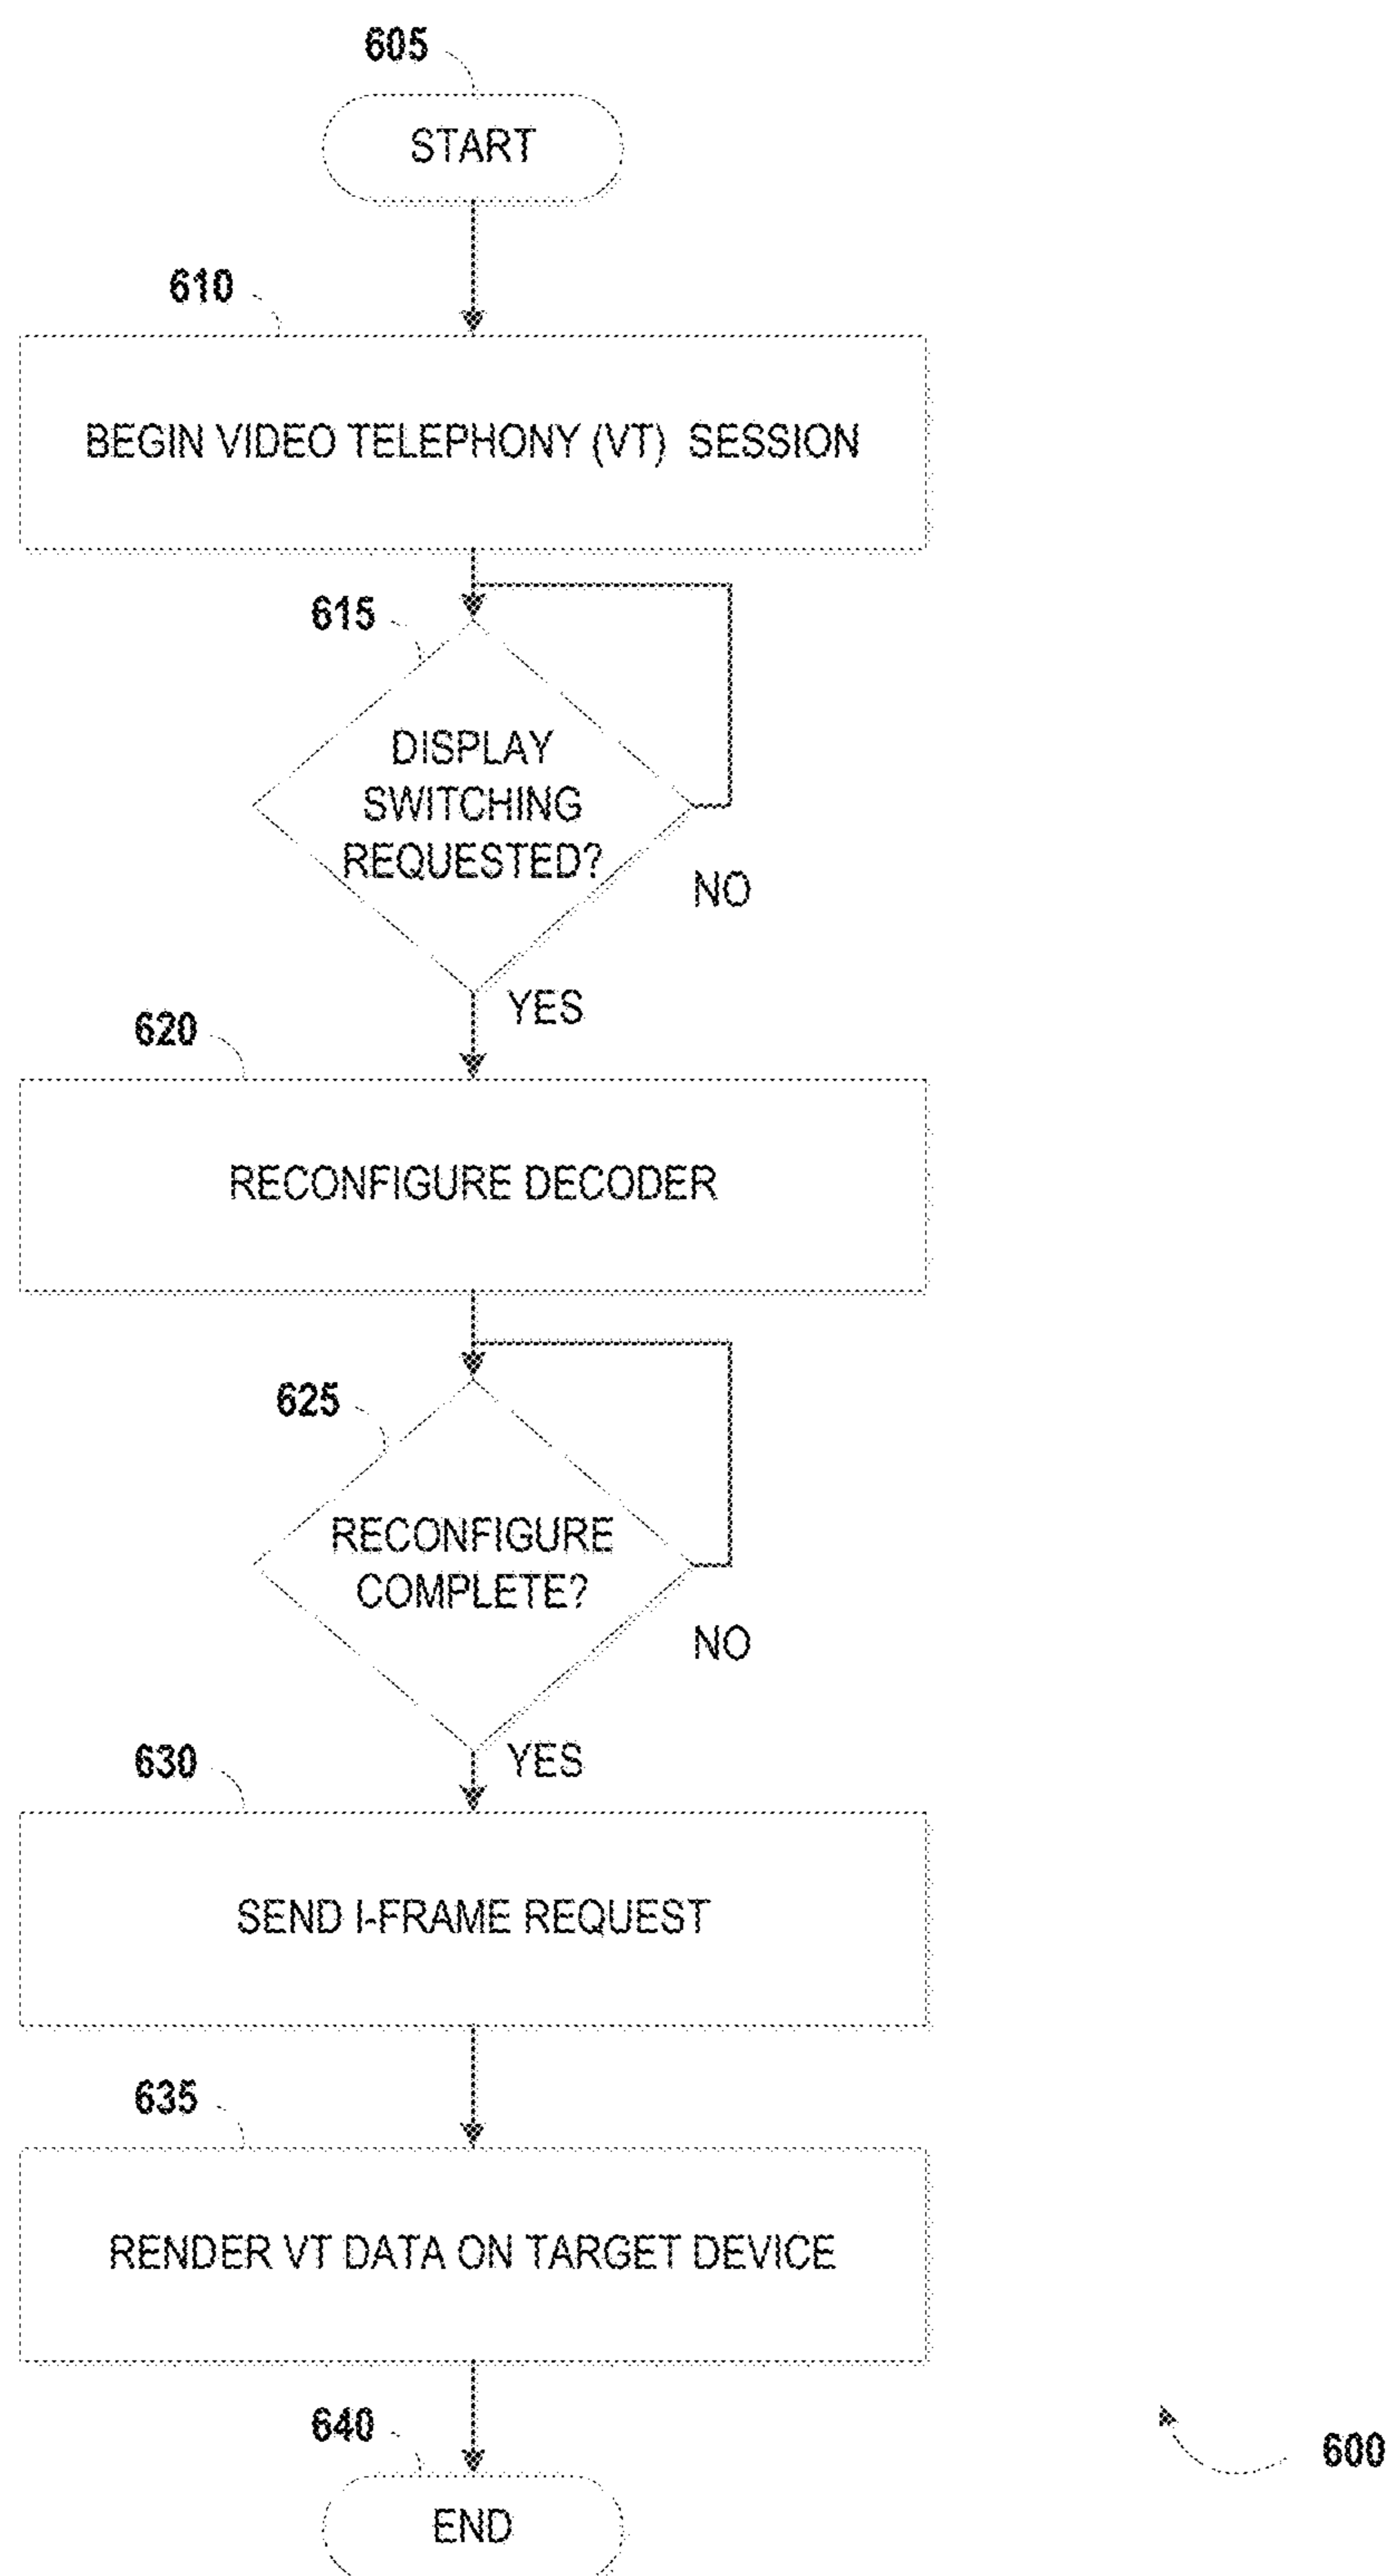 605
START
610
BEGIN VIDEO TELEPHONY (VT) SESSION
615
DISPLAY
SWITCHING
REQUESTED?
NO
YES
620
RECONFIGURE DECODER
625
RECONFIGURE
COMPLETE?
NO
YES
630
SEND I-FRAME REQUEST
635
RENDER VT DATA ON TARGET DEVICE
640
END
600